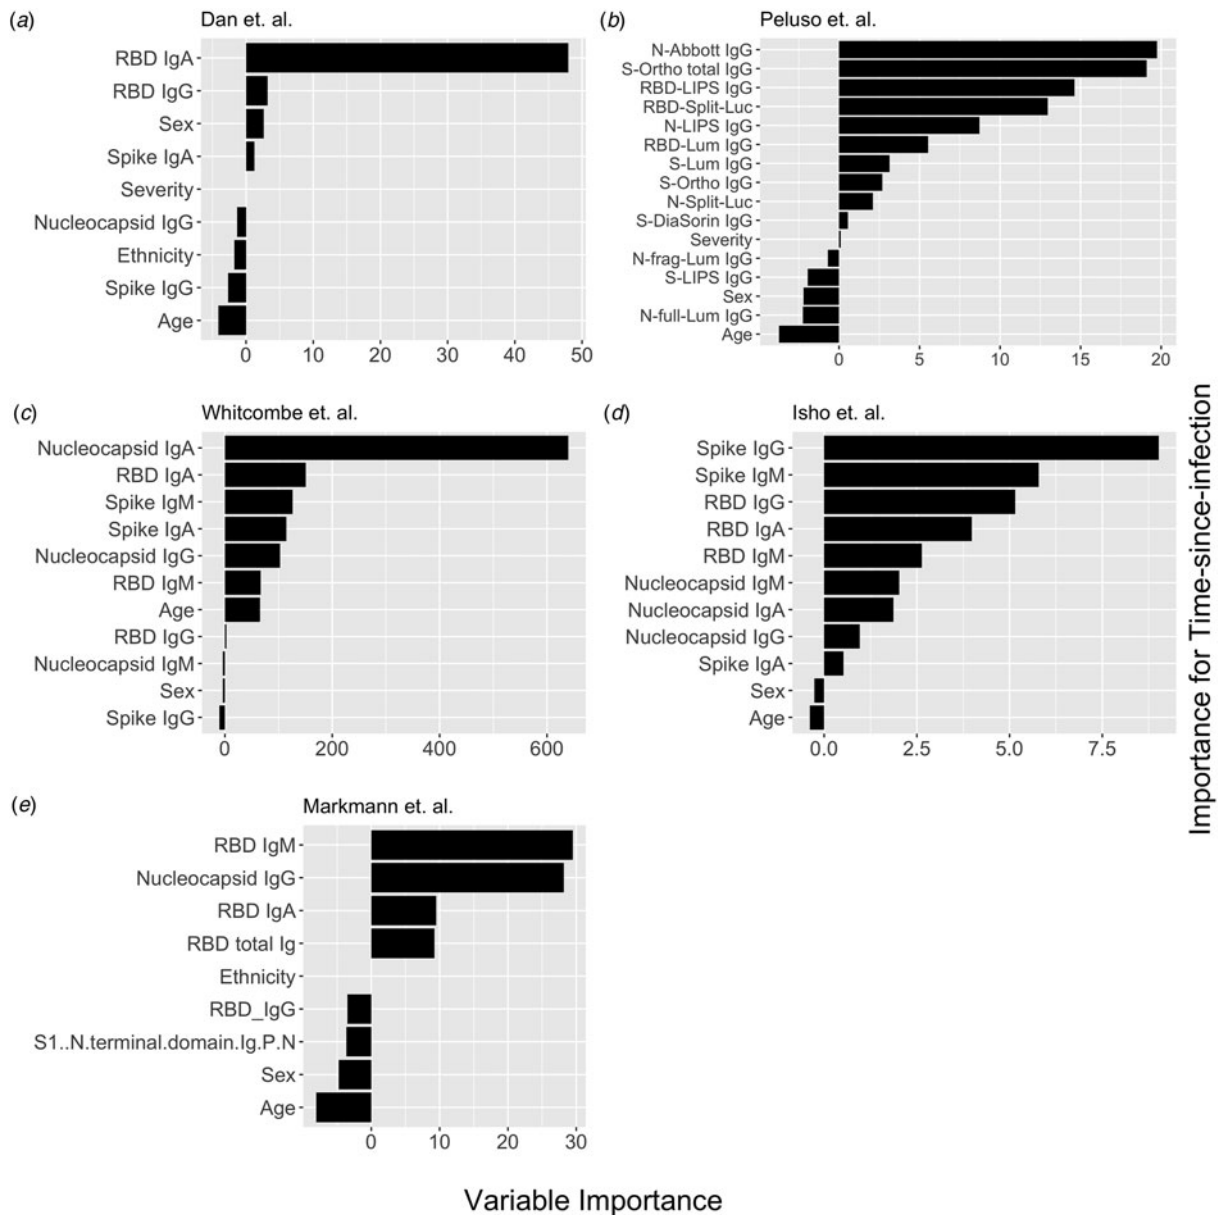 (a) Dan et. al.
RBD IgA
RBD IgG
Sex
Spike IgA
Severity
Nucleocapsid IgG
Ethnicity
Spike IgG
Age
0 10 20 30 40 50
(b) Peluso et. al.
N-Abbott IgG
S-Ortho total IgG
RBD-LIPS IgG
RBD-Split-Luc
N-LIPS IgG
RBD-Lum IgG
S-Lum IgG
S-Ortho IgG
N-Split-Luc
S-DiaSorin IgG
Severity
N-frag-Lum IgG
S-LIPS IgG
Sex
N-full-Lum IgG
Age
0 5 10 15 20
(c) Whitcombe et. al.
Nucleocapsid IgA
RBD IgA
Spike IgM
Spike IgA
Nucleocapsid IgG
RBD IgM
Age
RBD IgG
Nucleocapsid IgM
Sex
Spike IgG
0 200 400 600
(d) Isho et. al.
Spike IgG
Spike IgM
RBD IgG
RBD IgA
RBD IgM
Nucleocapsid IgM
Nucleocapsid IgA
Nucleocapsid IgG
Spike IgA
Sex
Age
0.0 2.5 5.0 7.5
(e) Markmann et. al.
RBD IgM
Nucleocapsid IgG
RBD IgA
RBD total Ig
Ethnicity
RBD_IgG
S1..N.terminal.domain.Ig.P.N
Sex
Age
0 10 20 30
Importance for Time-since-infection
Variable Importance